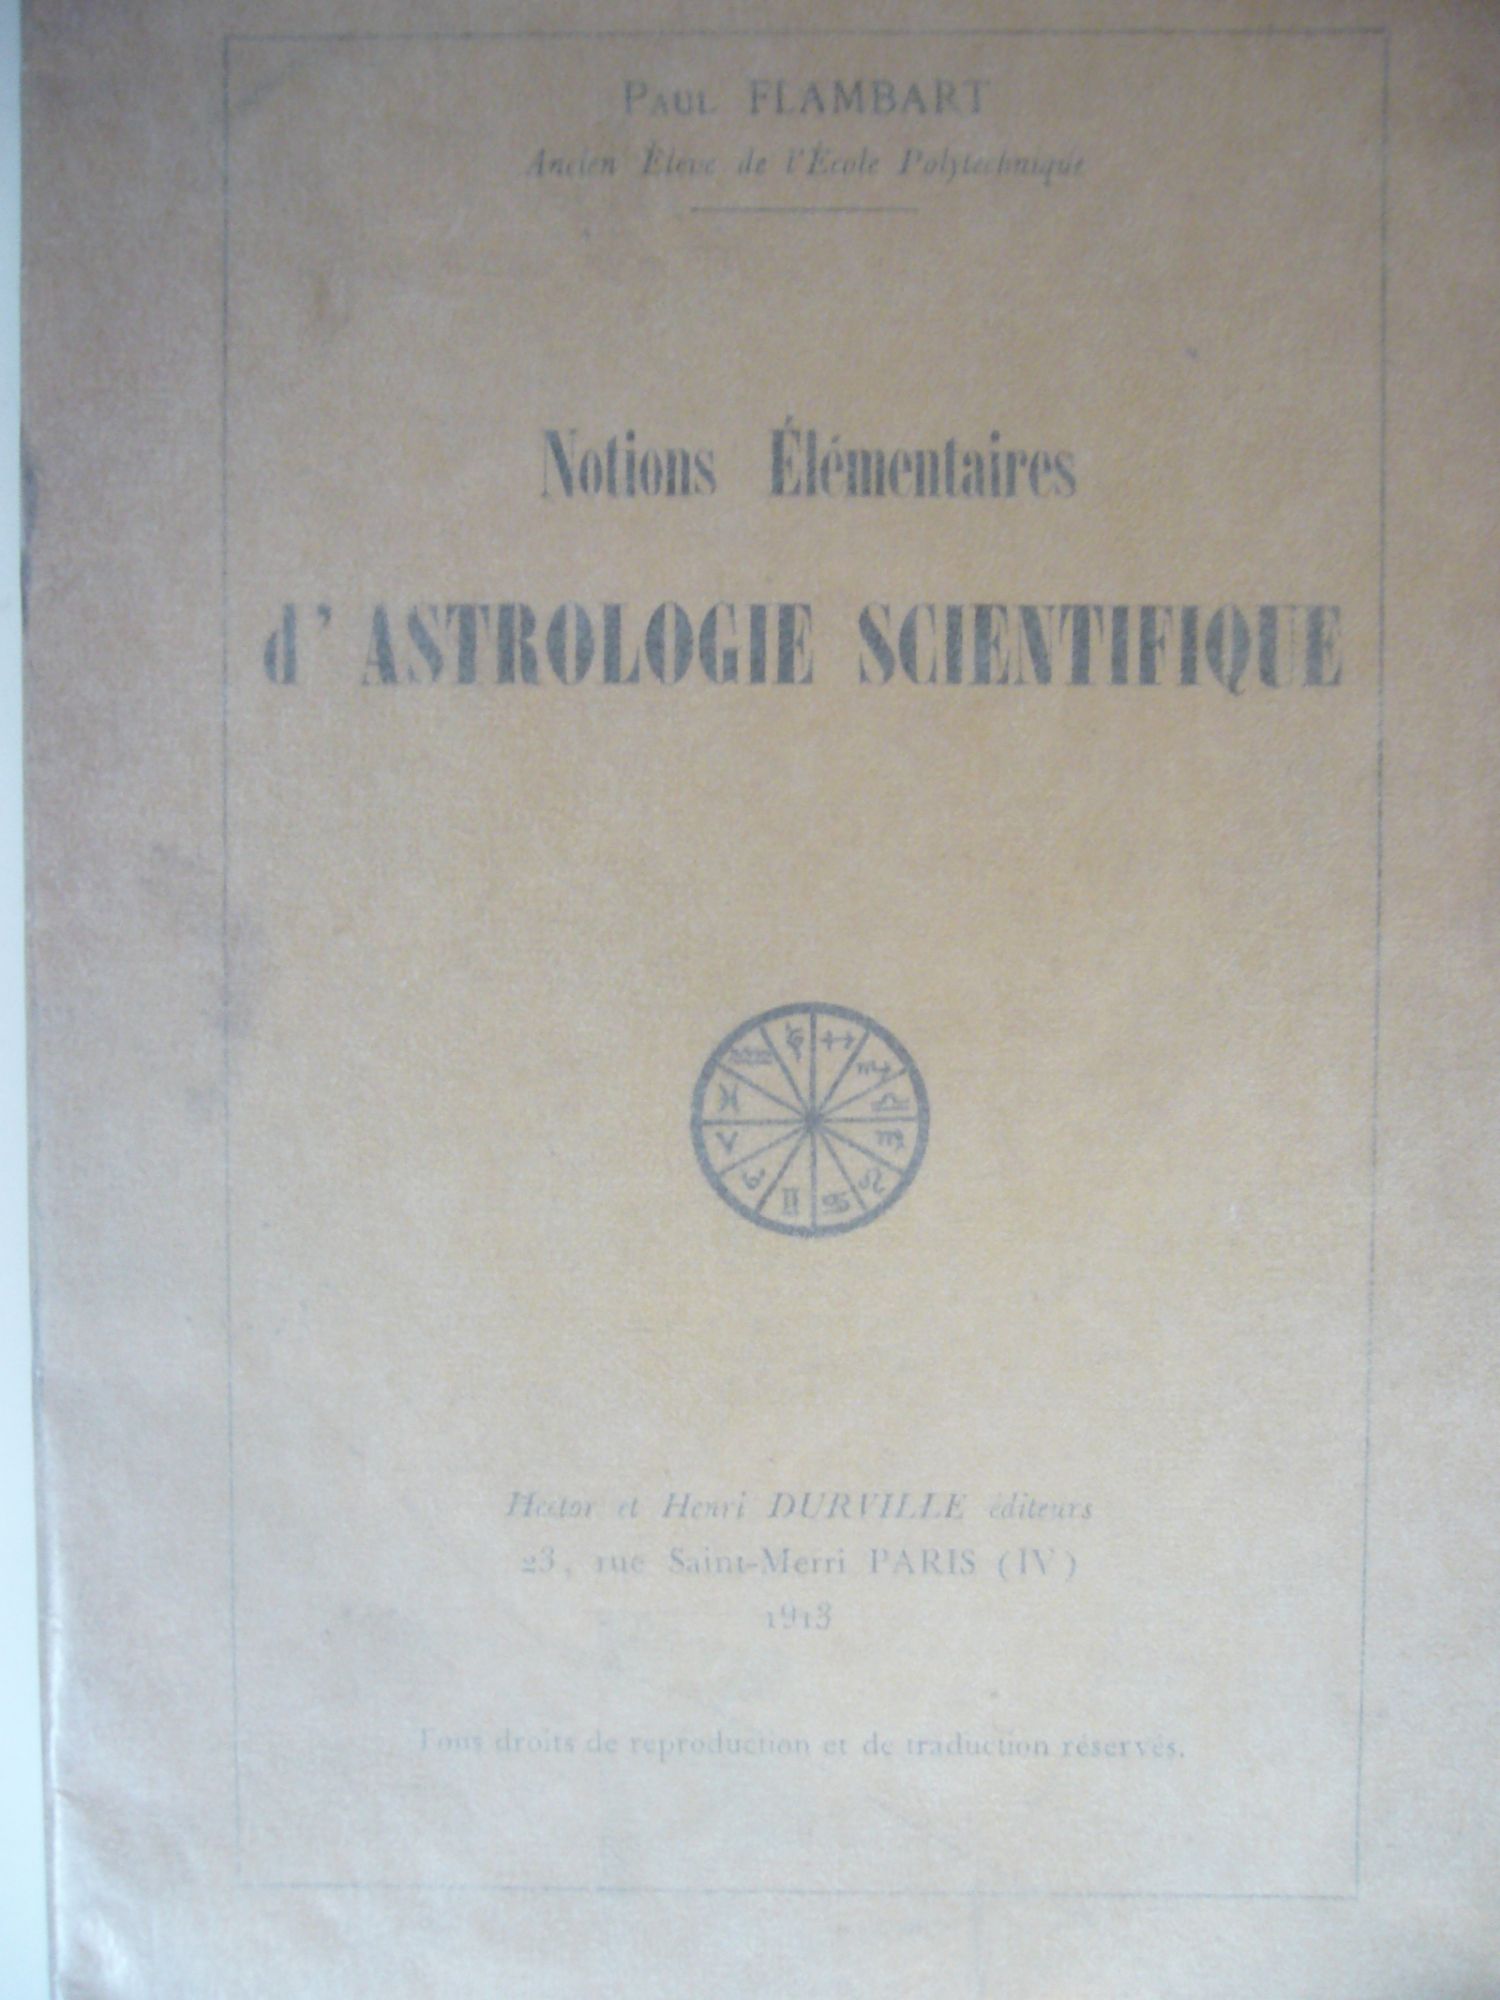 PAUL FLAMBART
Ancien Élève de l'École Polytechnique
Notions Élémentaires
d'ASTROLOGIE SCIENTIFIQUE
♑ ♐
♒ ♏
♓ ♎
♈ ♍
♉ ♌
♊ ♋
Hector et Henri DURVILLE éditeurs
23, rue Saint-Merri PARIS (IV)
1913
Tous droits de reproduction et de traduction réservés.